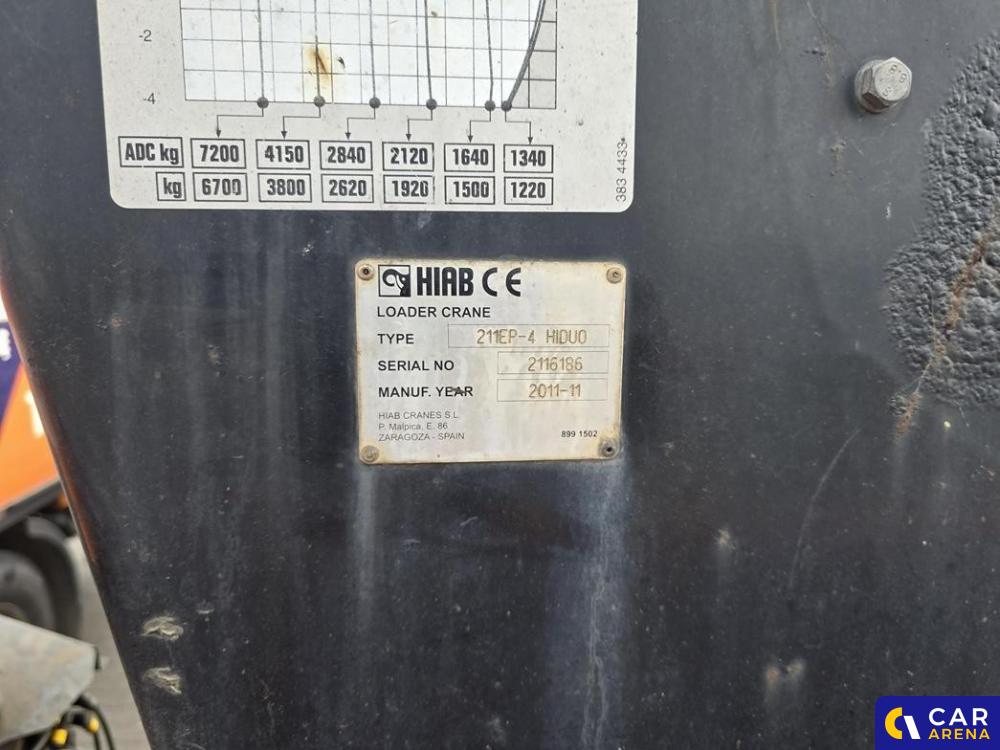 -2
-4
ADC kg 7200 4150 2840 2120 1640 1340
kg 6700 3800 2620 1920 1500 1220
383 4433
HIAB CE
LOADER CRANE
TYPE 211EP-4 HIDUO
SERIAL NO 2116186
MANUF. YEAR 2011-11
HIAB CRANES S.L.
P. Malpica, E. 86
ZARAGOZA - SPAIN
899 1502
CAR
ARENA